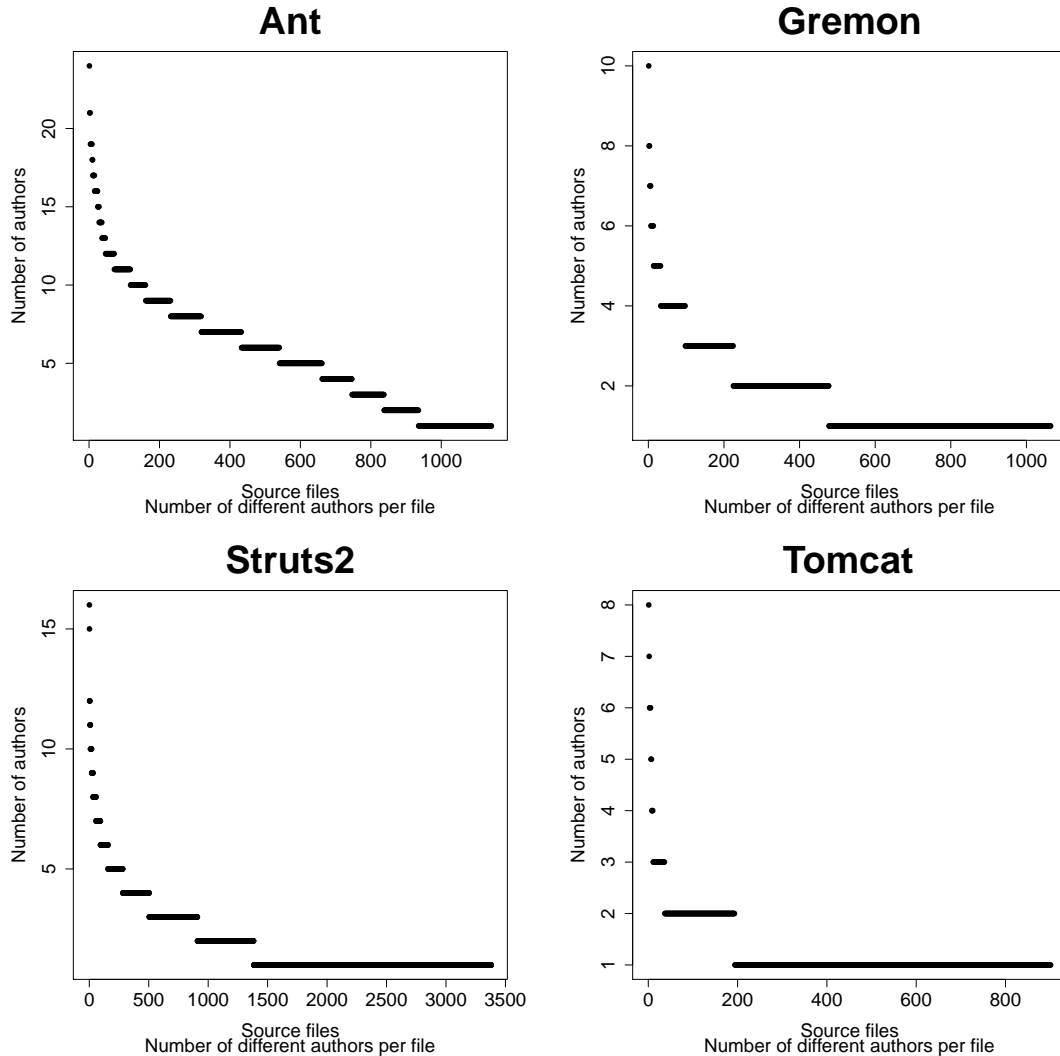 Ant
Number of authors
20
15
10
5
0 200 400 600 800 1000
Source files
Number of different authors per file
Gremon
Number of authors
10
8
6
4
2
0 200 400 600 800 1000
Source files
Number of different authors per file
Struts2
Number of authors
15
10
5
0 500 1000 1500 2000 2500 3000 3500
Source files
Number of different authors per file
Tomcat
Number of authors
8
7
6
5
4
3
2
1
0 200 400 600 800
Source files
Number of different authors per file